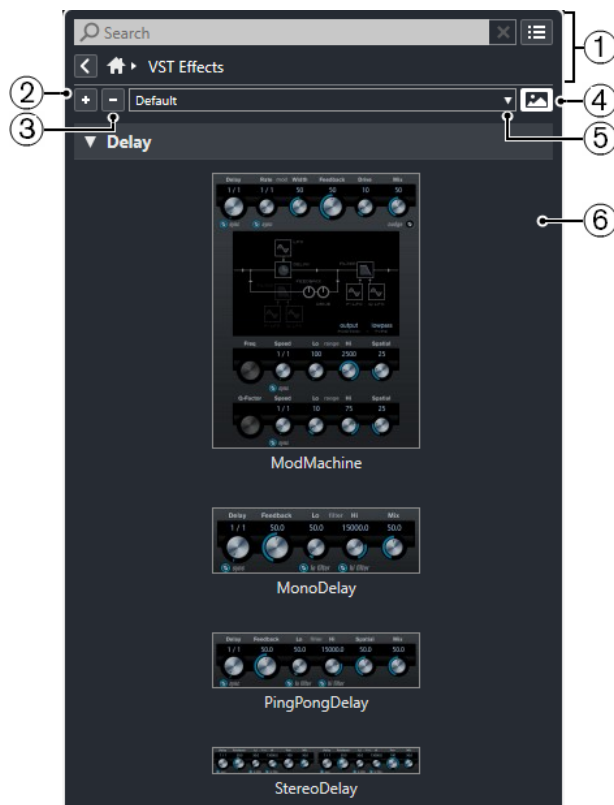 Search
1
VST Effects
2
3
Default
4
5
Delay
6
Delay Rate mod Width Feedback Drive Mix
1 / 1 1 / 1 50 50 10 50
sync sync nudge
DELAY
FEEDBACK
output lowpass
Freq Speed Lo range Hi Spatial
1 / 1 100 2500 25
sync
Q-Factor Speed Lo range Hi Spatial
1 / 1 10 75 25
sync
ModMachine
Delay Feedback Lo filter Hi Mix
1 / 1 50.0 50.0 15000.0 50.0
sync lo filter hi filter
MonoDelay
Delay Feedback Lo filter Hi Spatial Mix
1 / 1 50.0 50.0 15000.0 50.0 50.0
sync lo filter hi filter
PingPongDelay
StereoDelay